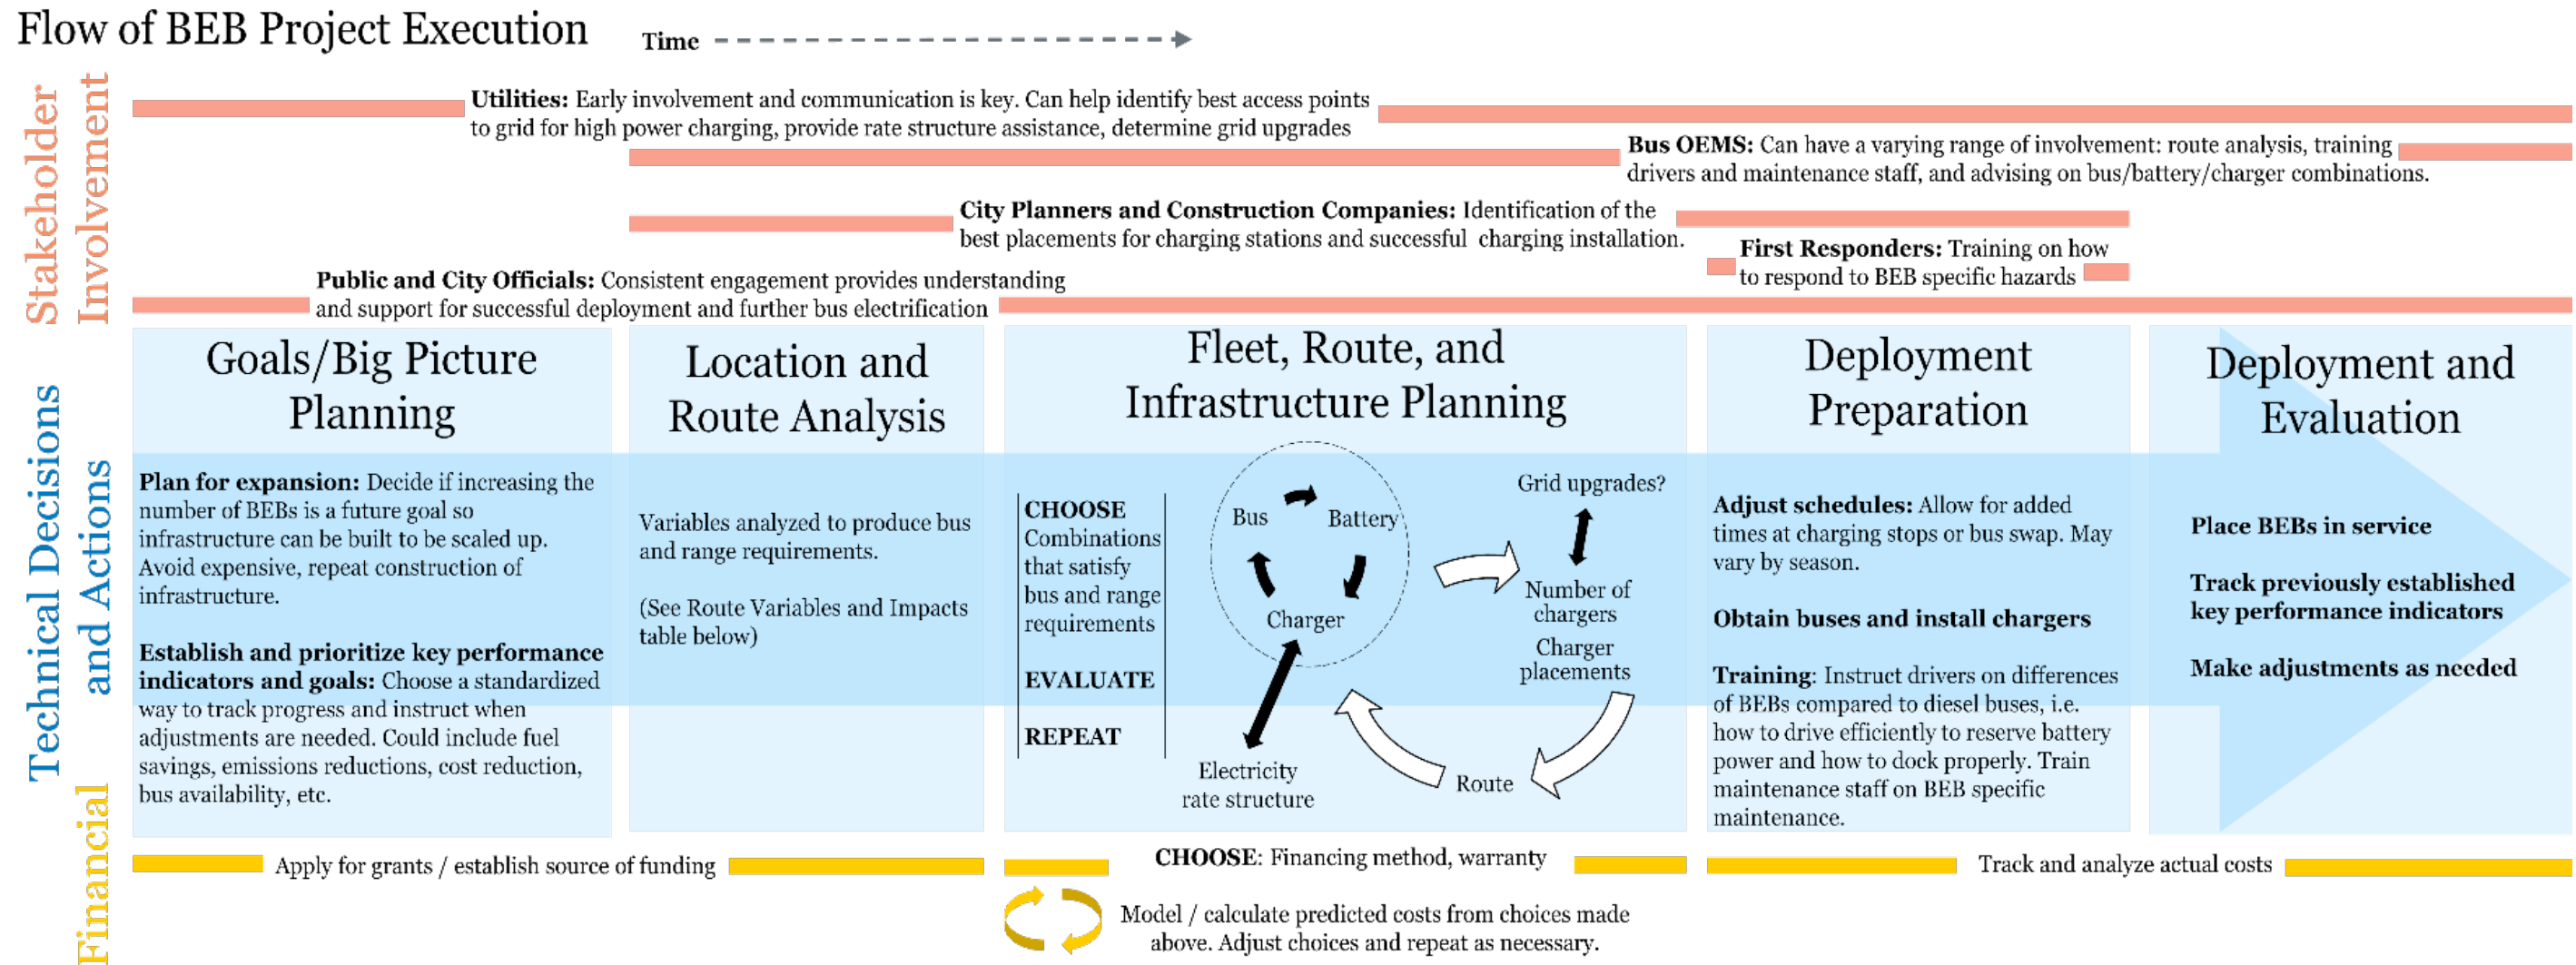 Flow of BEB Project Execution
Time
Stakeholder
Involvement
Utilities: Early involvement and communication is key. Can help identify best access points
to grid for high power charging, provide rate structure assistance, determine grid upgrades
Bus OEMS: Can have a varying range of involvement: route analysis, training
drivers and maintenance staff, and advising on bus/battery/charger combinations.
City Planners and Construction Companies: Identification of the
best placements for charging stations and successful charging installation.
First Responders: Training on how
to respond to BEB specific hazards
Public and City Officials: Consistent engagement provides understanding
and support for successful deployment and further bus electrification
Technical Decisions
and Actions
Goals/Big Picture
Planning
Plan for expansion: Decide if increasing the
number of BEBs is a future goal so
infrastructure can be built to be scaled up.
Avoid expensive, repeat construction of
infrastructure.
Establish and prioritize key performance
indicators and goals: Choose a standardized
way to track progress and instruct when
adjustments are needed. Could include fuel
savings, emissions reductions, cost reduction,
bus availability, etc.
Location and
Route Analysis
Variables analyzed to produce bus
and range requirements.
(See Route Variables and Impacts
table below)
Fleet, Route, and
Infrastructure Planning
CHOOSE
Combinations
that satisfy
bus and range
requirements
EVALUATE
REPEAT
Bus
Battery
Charger
Electricity
rate structure
Grid upgrades?
Number of
chargers
Charger
placements
Route
Deployment
Preparation
Adjust schedules: Allow for added
times at charging stops or bus swap. May
vary by season.
Obtain buses and install chargers
Training: Instruct drivers on differences
of BEBs compared to diesel buses, i.e.
how to drive efficiently to reserve battery
power and how to dock properly. Train
maintenance staff on BEB specific
maintenance.
Deployment and
Evaluation
Place BEBs in service
Track previously established
key performance indicators
Make adjustments as needed
Financial
Apply for grants / establish source of funding
CHOOSE: Financing method, warranty
Model / calculate predicted costs from choices made
above. Adjust choices and repeat as necessary.
Track and analyze actual costs